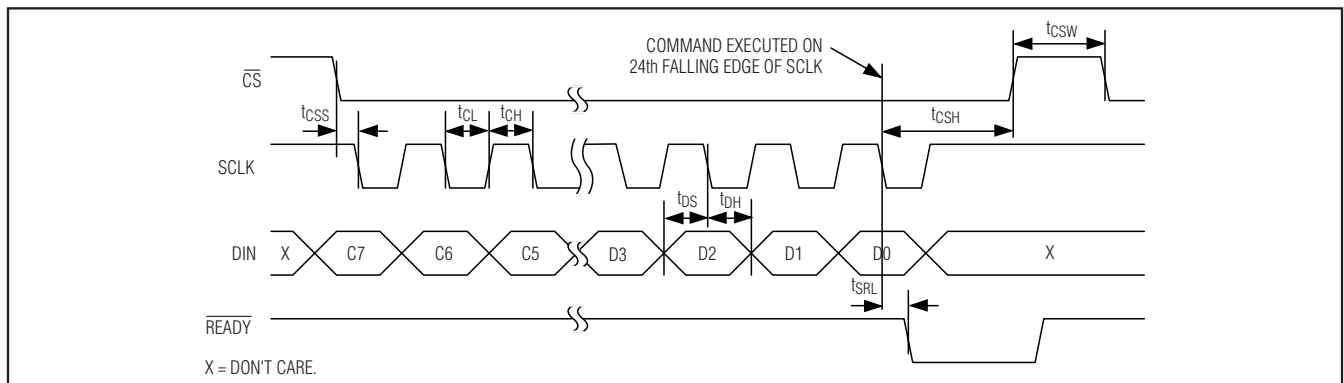 COMMAND EXECUTED ON
24th FALLING EDGE OF SCLK
tCSW
CS
tCSS
tCL
tCH
tCSH
SCLK
tDS
tDH
DIN
X
C7
C6
C5
D3
D2
D1
D0
X
tSRL
READY
X = DON'T CARE.